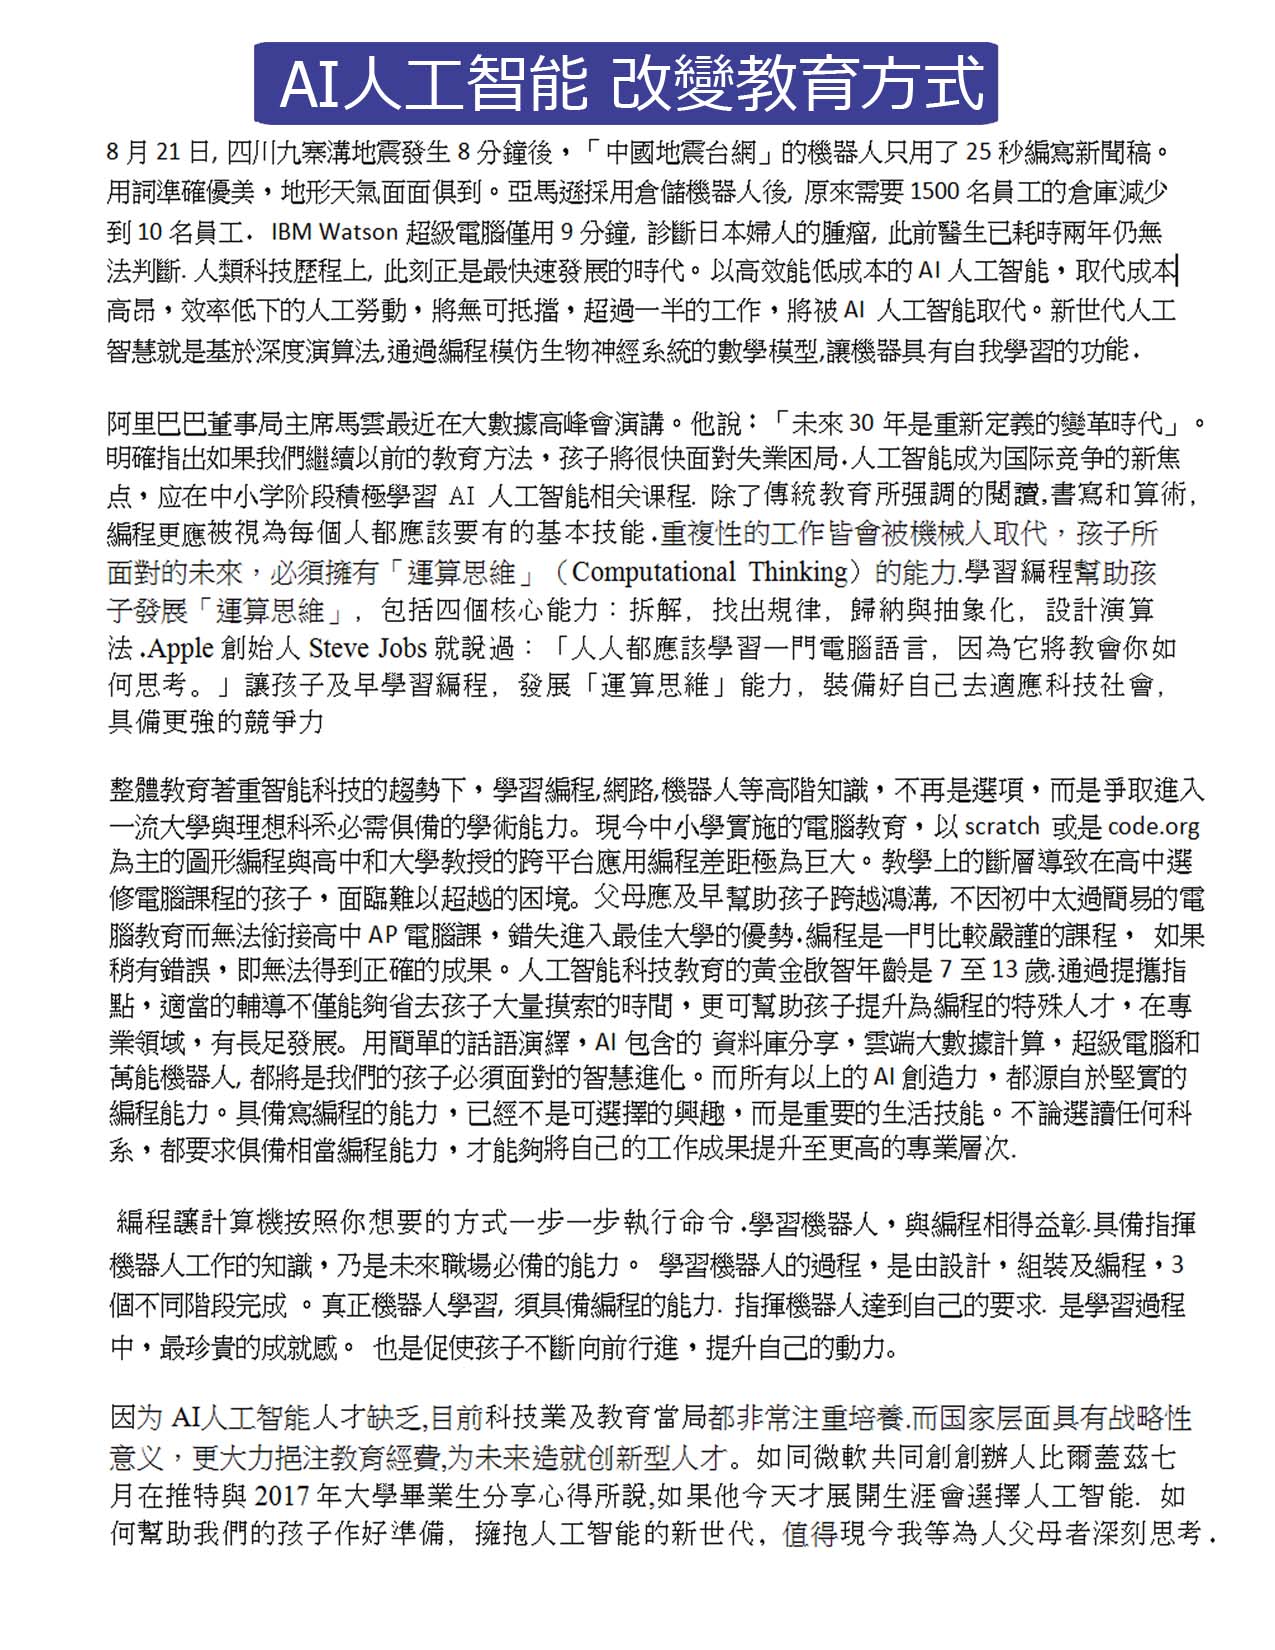 AI人工智能 改變教育方式
8 月 21 日, 四川九寨溝地震發生 8 分鐘後，「中國地震台網」的機器人只用了 25 秒編寫新聞稿。
用詞準確優美，地形天氣面面俱到。亞馬遜採用倉儲機器人後, 原來需要 1500 名員工的倉庫減少
到 10 名員工. IBM Watson 超級電腦僅用 9 分鐘, 診斷日本婦人的腫瘤, 此前醫生已耗時兩年仍無
法判斷. 人類科技歷程上, 此刻正是最快速發展的時代。以高效能低成本的 AI 人工智能，取代成本
高昂，效率低下的人工勞動，將無可抵擋，超過一半的工作，將被 AI 人工智能取代。新世代人工
智慧就是基於深度演算法,通過編程模仿生物神經系統的數學模型,讓機器具有自我學習的功能.
阿里巴巴董事局主席馬雲最近在大數據高峰會演講。他說：「未來 30 年是重新定義的變革時代」。
明確指出如果我們繼續以前的教育方法，孩子將很快面對失業困局.人工智能成为国际竞争的新焦
点，应在中小学阶段積極學習 AI 人工智能相关课程. 除了傳統教育所强調的閱讀,書寫和算術,
編程更應被視為每個人都應該要有的基本技能.重複性的工作皆會被機械人取代，孩子所
面對的未來，必須擁有「運算思維」（Computational Thinking）的能力.學習編程幫助孩
子發展「運算思維」, 包括四個核心能力：拆解, 找出規律, 歸納與抽象化, 設計演算
法.Apple 創始人 Steve Jobs 就說過：「人人都應該學習一門電腦語言, 因為它將教會你如
何思考。」讓孩子及早學習編程, 發展「運算思維」能力, 裝備好自己去適應科技社會,
具備更強的競爭力
整體教育著重智能科技的趨勢下，學習編程,網路,機器人等高階知識，不再是選項，而是爭取進入
一流大學與理想科系必需俱備的學術能力。現今中小學實施的電腦教育，以 scratch 或是 code.org
為主的圖形編程與高中和大學教授的跨平台應用編程差距極為巨大。教學上的斷層導致在高中選
修電腦課程的孩子，面臨難以超越的困境。父母應及早幫助孩子跨越鴻溝, 不因初中太過簡易的電
腦教育而無法銜接高中 AP 電腦課，錯失進入最佳大學的優勢.編程是一門比較嚴謹的課程， 如果
稍有錯誤，即無法得到正確的成果。人工智能科技教育的黃金啟智年齡是 7 至 13 歲.通過提攜指
點，適當的輔導不僅能夠省去孩子大量摸索的時間，更可幫助孩子提升為編程的特殊人才，在專
業領域，有長足發展。用簡單的話語演繹，AI 包含的 資料庫分享，雲端大數據計算，超級電腦和
萬能機器人, 都將是我們的孩子必須面對的智慧進化。而所有以上的 AI 創造力，都源自於堅實的
編程能力。具備寫編程的能力，已經不是可選擇的興趣，而是重要的生活技能。不論選讀任何科
系，都要求俱備相當編程能力，才能夠將自己的工作成果提升至更高的專業層次.
編程讓計算機按照你想要的方式一步一步執行命令.學習機器人，與編程相得益彰.具備指揮
機器人工作的知識，乃是未來職場必備的能力。 學習機器人的過程，是由設計，組裝及編程，3
個不同階段完成 。真正機器人學習, 須具備編程的能力. 指揮機器人達到自己的要求. 是學習過程
中，最珍貴的成就感。 也是促使孩子不斷向前行進，提升自己的動力。
因为 AI人工智能人才缺乏,目前科技業及教育當局都非常注重培養.而国家层面具有战略性
意义，更大力挹注教育經費,为未来造就创新型人才。如同微軟共同創創辦人比爾蓋茲七
月在推特與 2017 年大學畢業生分享心得所說,如果他今天才展開生涯會選擇人工智能. 如
何幫助我們的孩子作好準備, 擁抱人工智能的新世代, 值得現今我等為人父母者深刻思考.